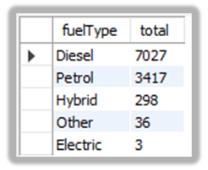 fuelType total
Diesel 7027
Petrol 3417
Hybrid 298
Other 36
Electric 3